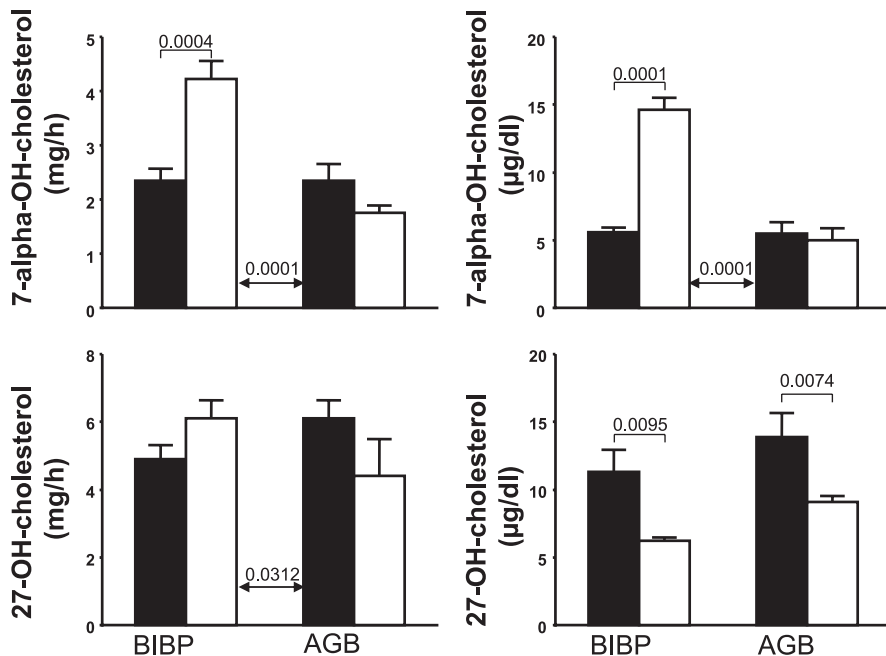 7-alpha-OH-cholesterol
(mg/h)
5
4
3
2
1
0
0.0004
0.0001
7-alpha-OH-cholesterol
(µg/dl)
20
15
10
5
0
0.0001
0.0001
27-OH-cholesterol
(mg/h)
8
6
4
2
0
0.0312
BIBP
AGB
27-OH-cholesterol
(µg/dl)
20
15
10
5
0
0.0095
0.0074
BIBP
AGB